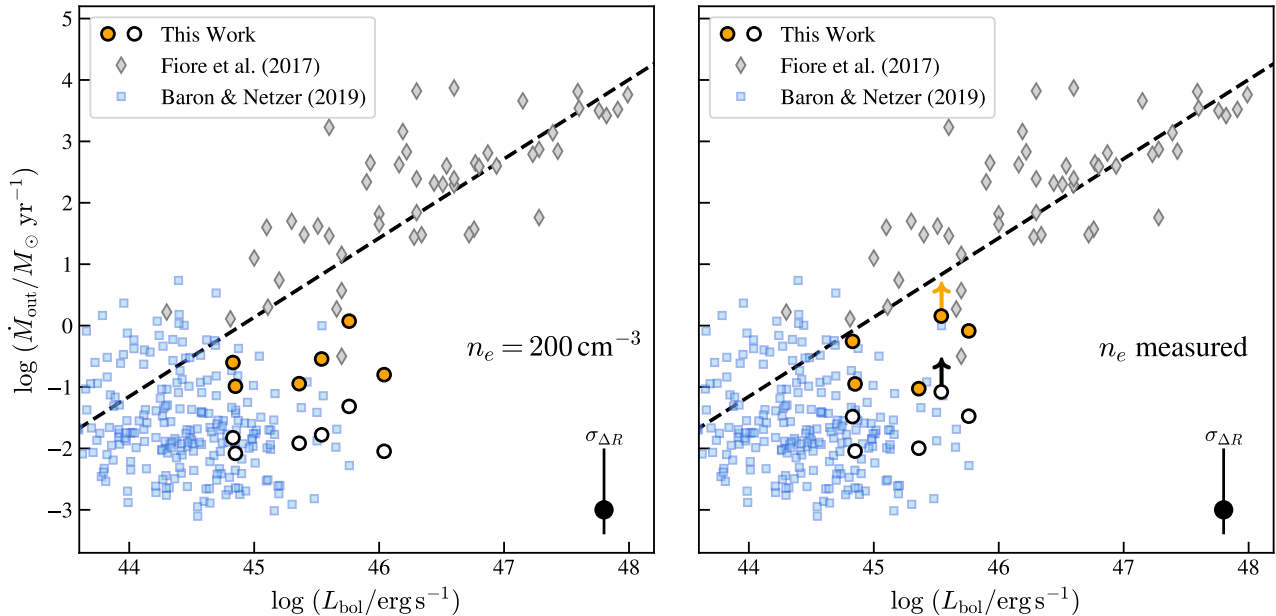 This Work
Fiore et al. (2017)
Baron & Netzer (2019)
5
4
3
2
1
0
−1
−2
−3
log (Ṁout/M⊙ yr−1)
ne = 200 cm−3
σΔR
44 45 46 47 48
log (Lbol/erg s−1)
This Work
Fiore et al. (2017)
Baron & Netzer (2019)
ne measured
σΔR
44 45 46 47 48
log (Lbol/erg s−1)